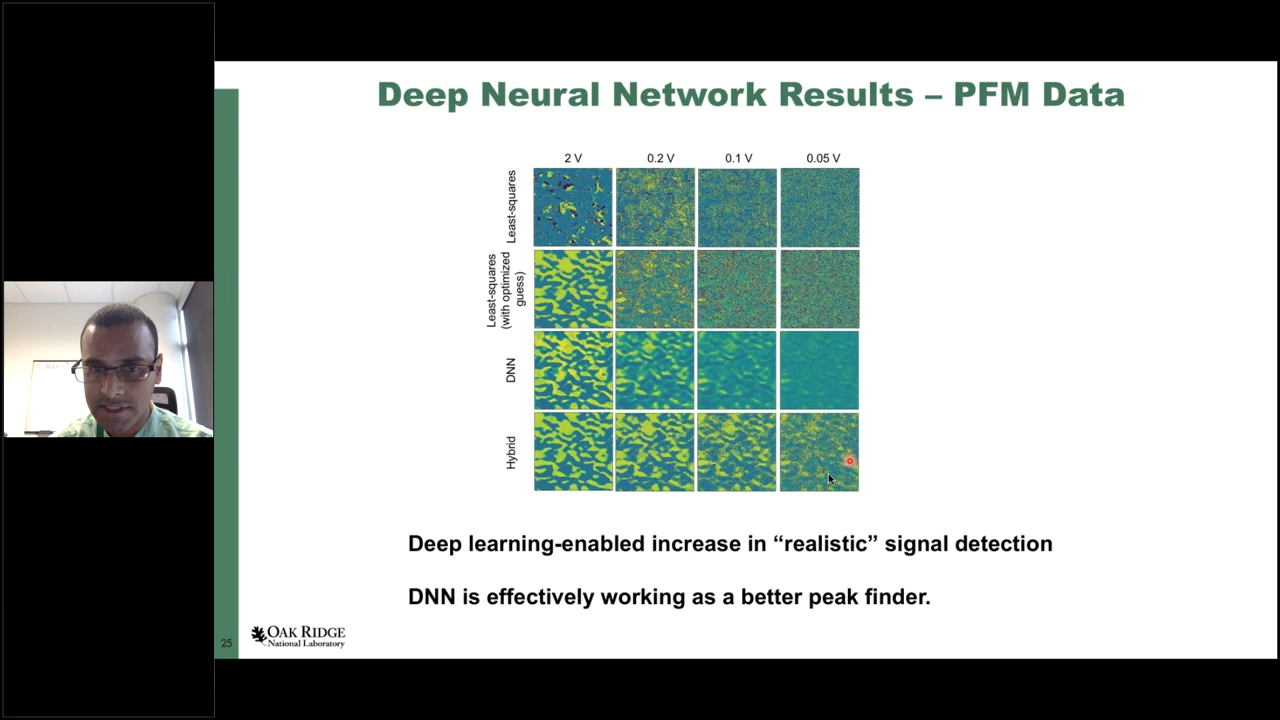 Deep Neural Network Results – PFM Data
2 V
0.2 V
0.1 V
0.05 V
Least-squares
Least-squares
(with optimized
guess)
DNN
Hybrid
Deep learning-enabled increase in “realistic” signal detection
DNN is effectively working as a better peak finder.
25
OAK RIDGE
National Laboratory